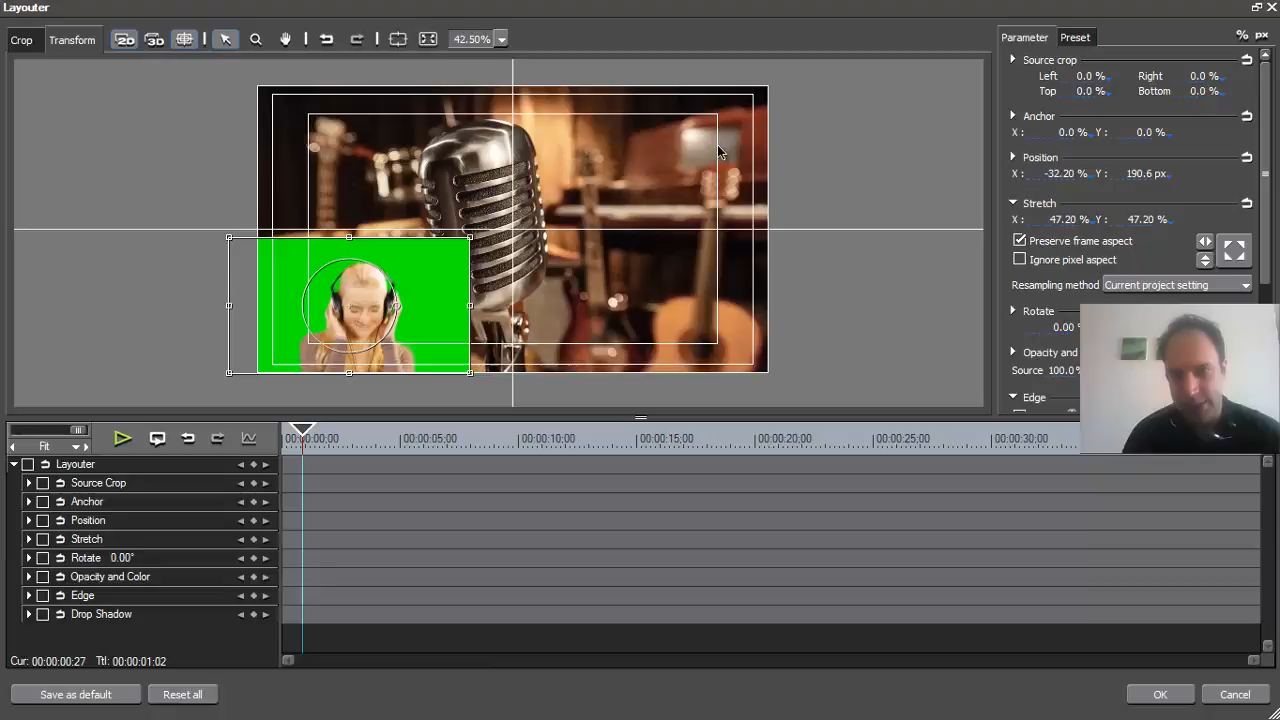 Layouter
Crop
Transform
2D
3D
42.50%
Parameter
Preset
% px
Source crop
Left 0.0 % Right 0.0 %
Top 0.0 % Bottom 0.0 %
Anchor
X : 0.0 % Y : 0.0 %
Position
X : -32.20 % Y : 190.6 px
Stretch
X : 47.20 % Y : 47.20 %
Preserve frame aspect
Ignore pixel aspect
Resampling method Current project setting
Rotate
0.00
Opacity and
Source 100.0 %
Edge
Fit
00:00:00;00 00:00:05;00 00:00:10;00 00:00:15;00 00:00:20;00 00:00:25;00 00:00:30;00
Layouter
Source Crop
Anchor
Position
Stretch
Rotate 0.00°
Opacity and Color
Edge
Drop Shadow
Cur: 00:00:00:27 Ttl: 00:00:01:02
Save as default
Reset all
OK
Cancel